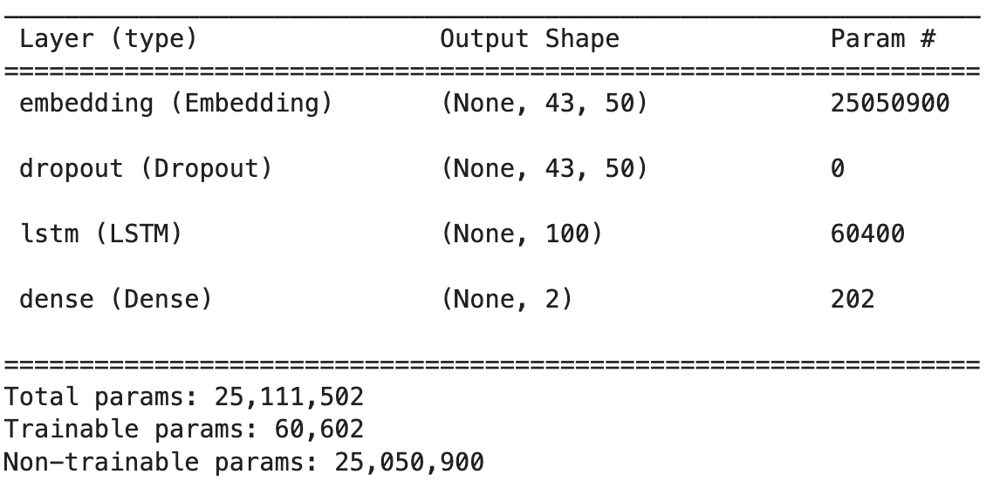 Layer (type) Output Shape Param #
=================================================================
embedding (Embedding) (None, 43, 50) 25050900
dropout (Dropout) (None, 43, 50) 0
lstm (LSTM) (None, 100) 60400
dense (Dense) (None, 2) 202
=================================================================
Total params: 25,111,502
Trainable params: 60,602
Non-trainable params: 25,050,900